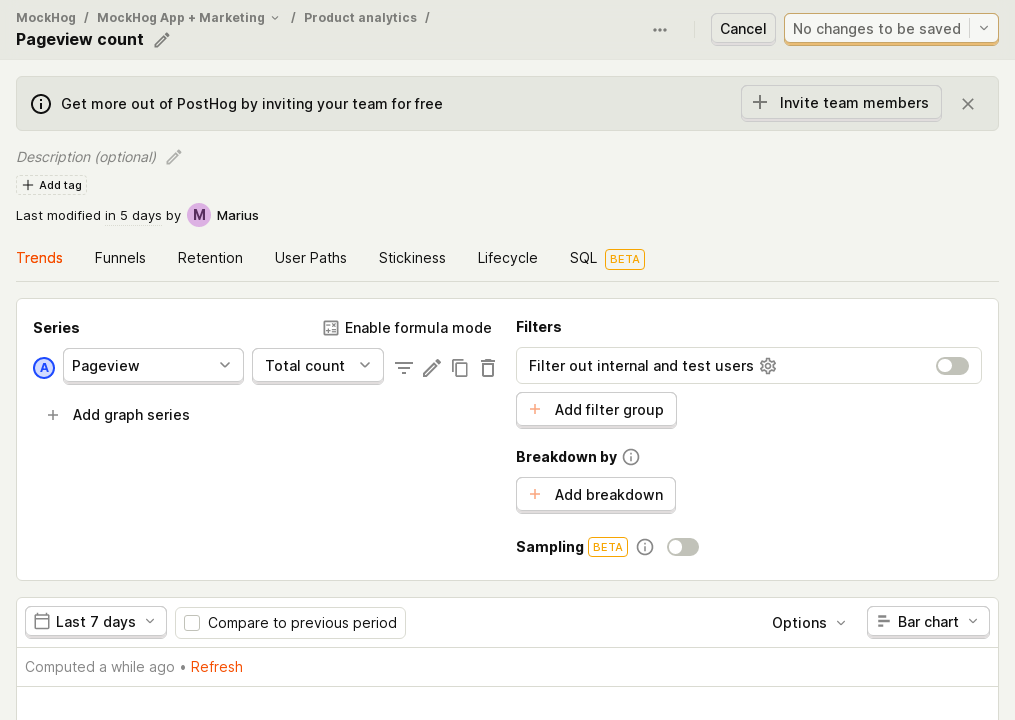 MockHog / MockHog App + Marketing / Product analytics /
Pageview count
Cancel
No changes to be saved
Get more out of PostHog by inviting your team for free
Invite team members
Description (optional)
Add tag
Last modified in 5 days by M Marius
Trends Funnels Retention User Paths Stickiness Lifecycle SQL BETA
Series
Enable formula mode
A Pageview Total count
Add graph series
Filters
Filter out internal and test users
Add filter group
Breakdown by
Add breakdown
Sampling BETA
Last 7 days Compare to previous period Options Bar chart
Computed a while ago • Refresh